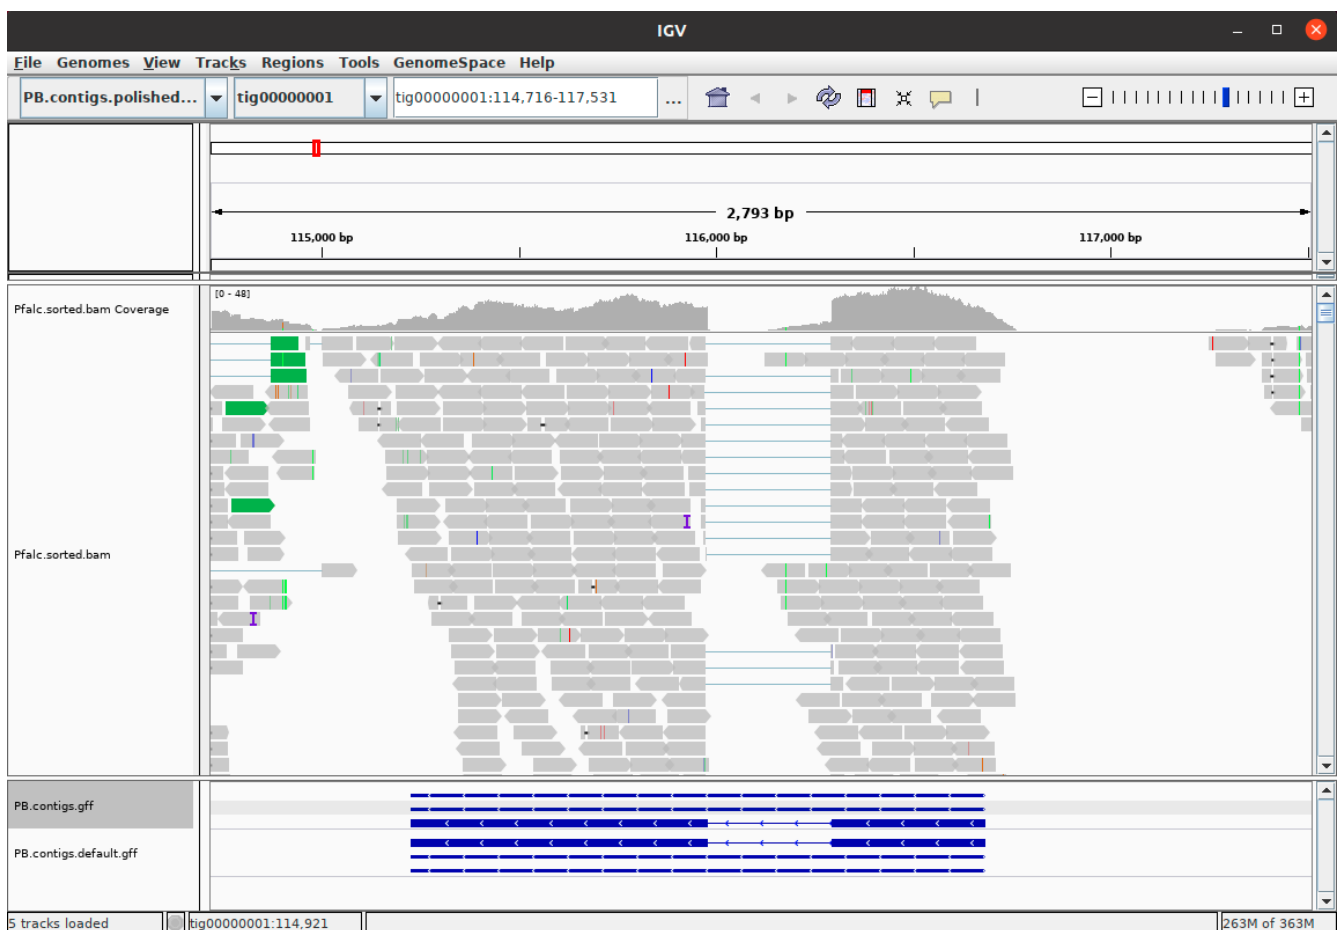 IGV
File Genomes View Tracks Regions Tools GenomeSpace Help
PB.contigs.polished... tig00000001 tig00000001:114,716-117,531 ...
2,793 bp
115,000 bp 116,000 bp 117,000 bp
[0 - 48]
Pfalc.sorted.bam Coverage
Pfalc.sorted.bam
PB.contigs.gff
PB.contigs.default.gff
5 tracks loaded tig00000001:114,921 263M of 363M